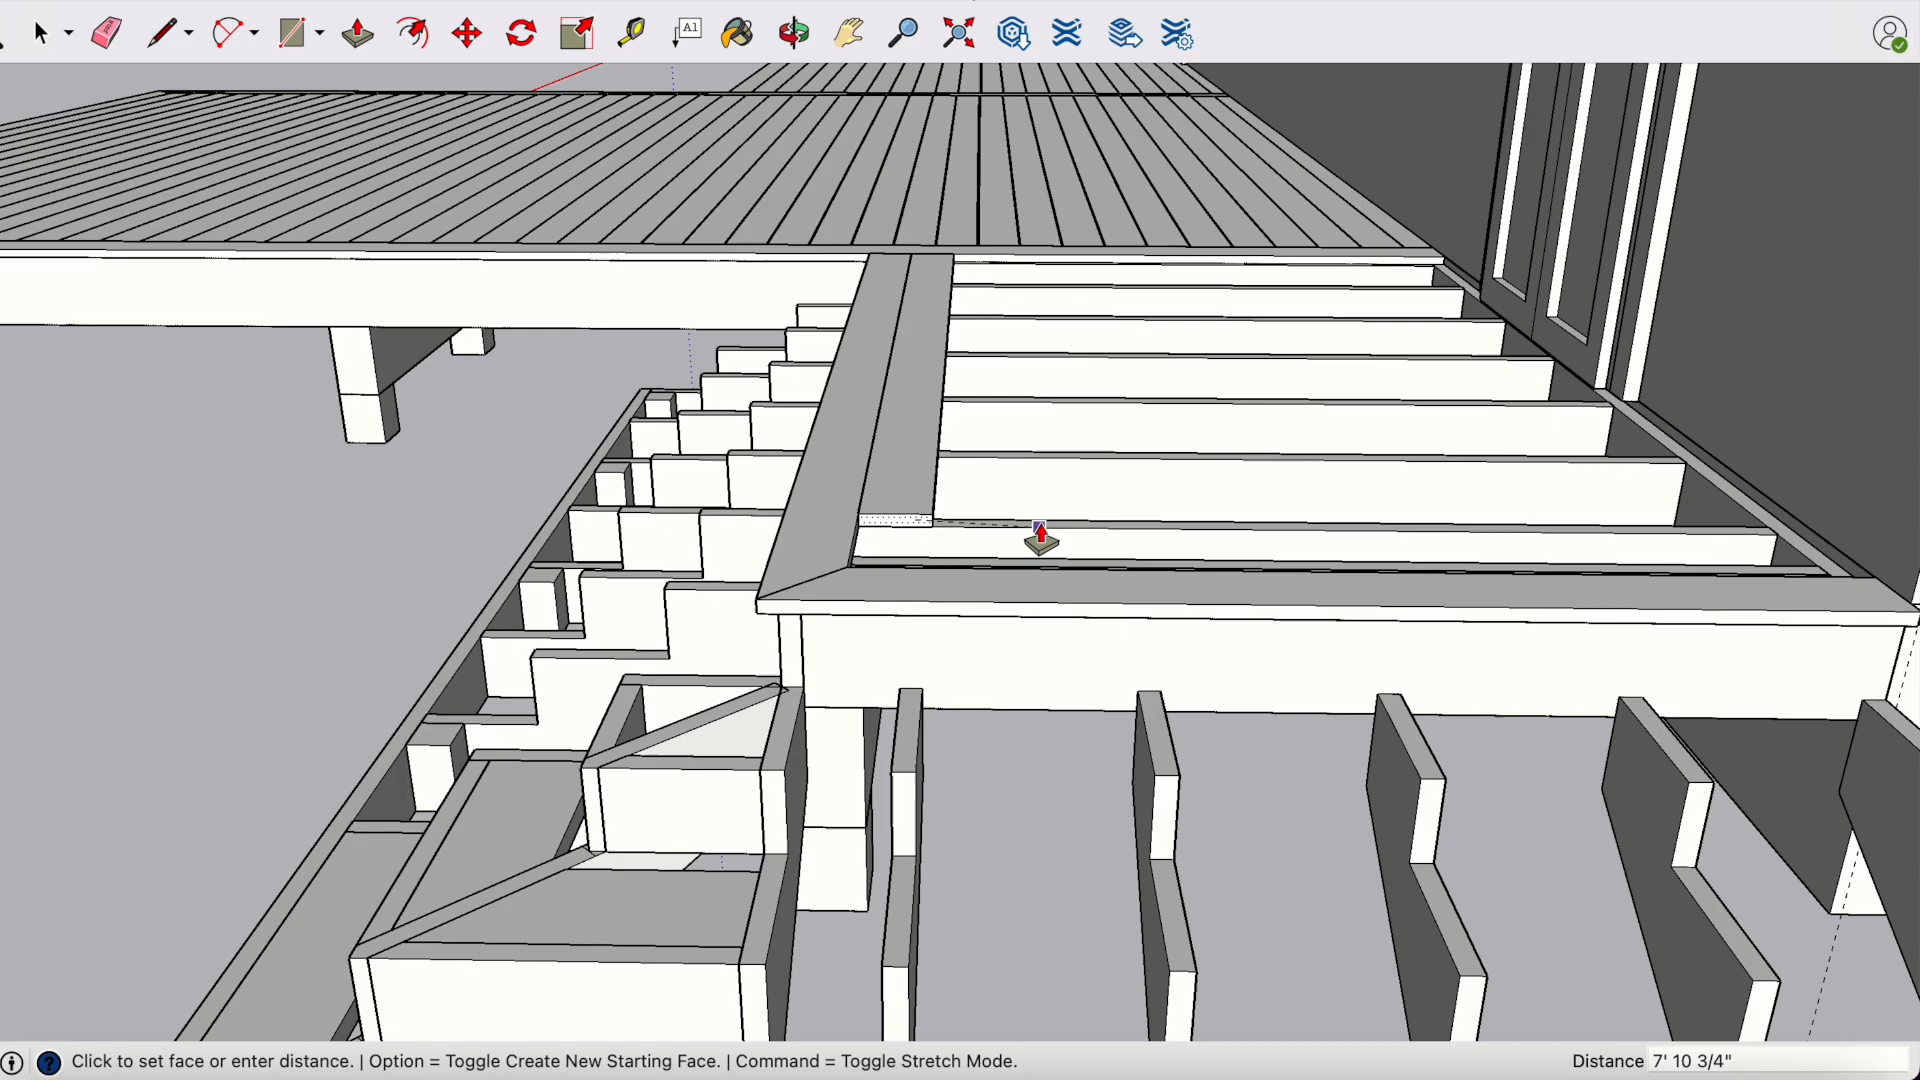 A1
Click to set face or enter distance. | Option = Toggle Create New Starting Face. | Command = Toggle Stretch Mode.
Distance 7' 10 3/4"